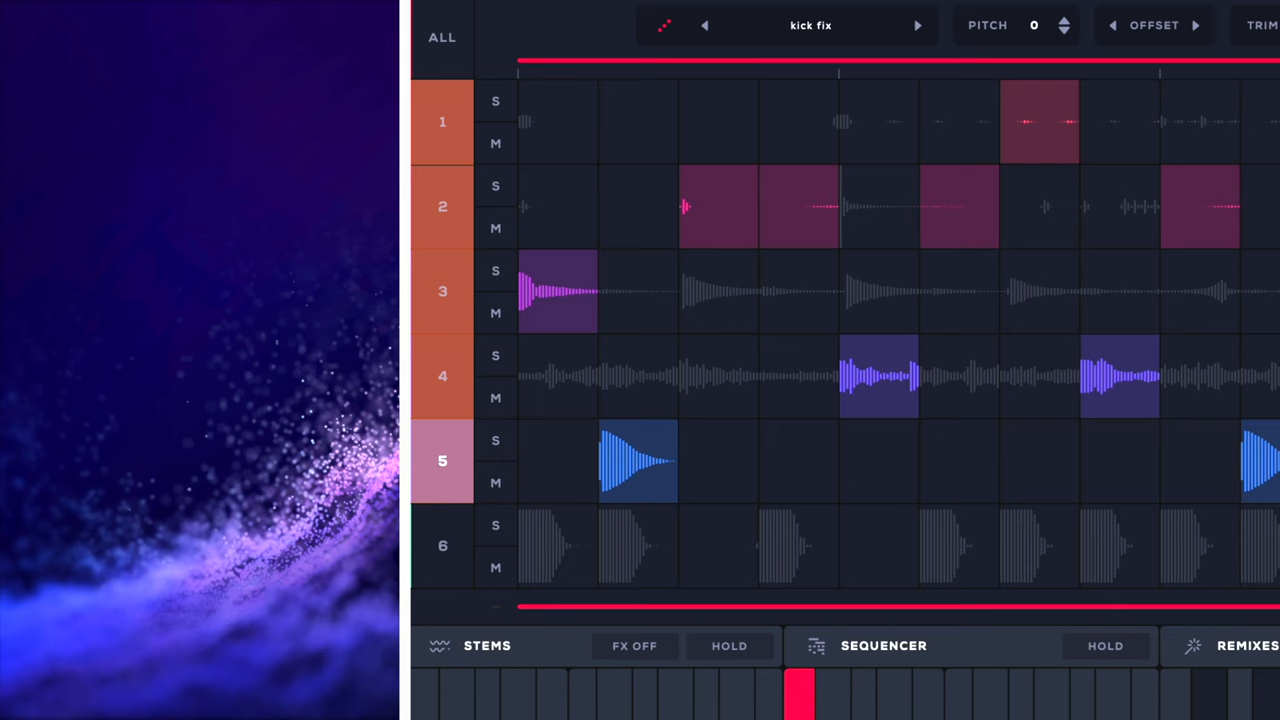 ALL
kick fix
PITCH 0
OFFSET
TRIM
1 S M
2 S M
3 S M
4 S M
5 S M
6 S M
STEMS FX OFF HOLD
SEQUENCER HOLD
REMIXES